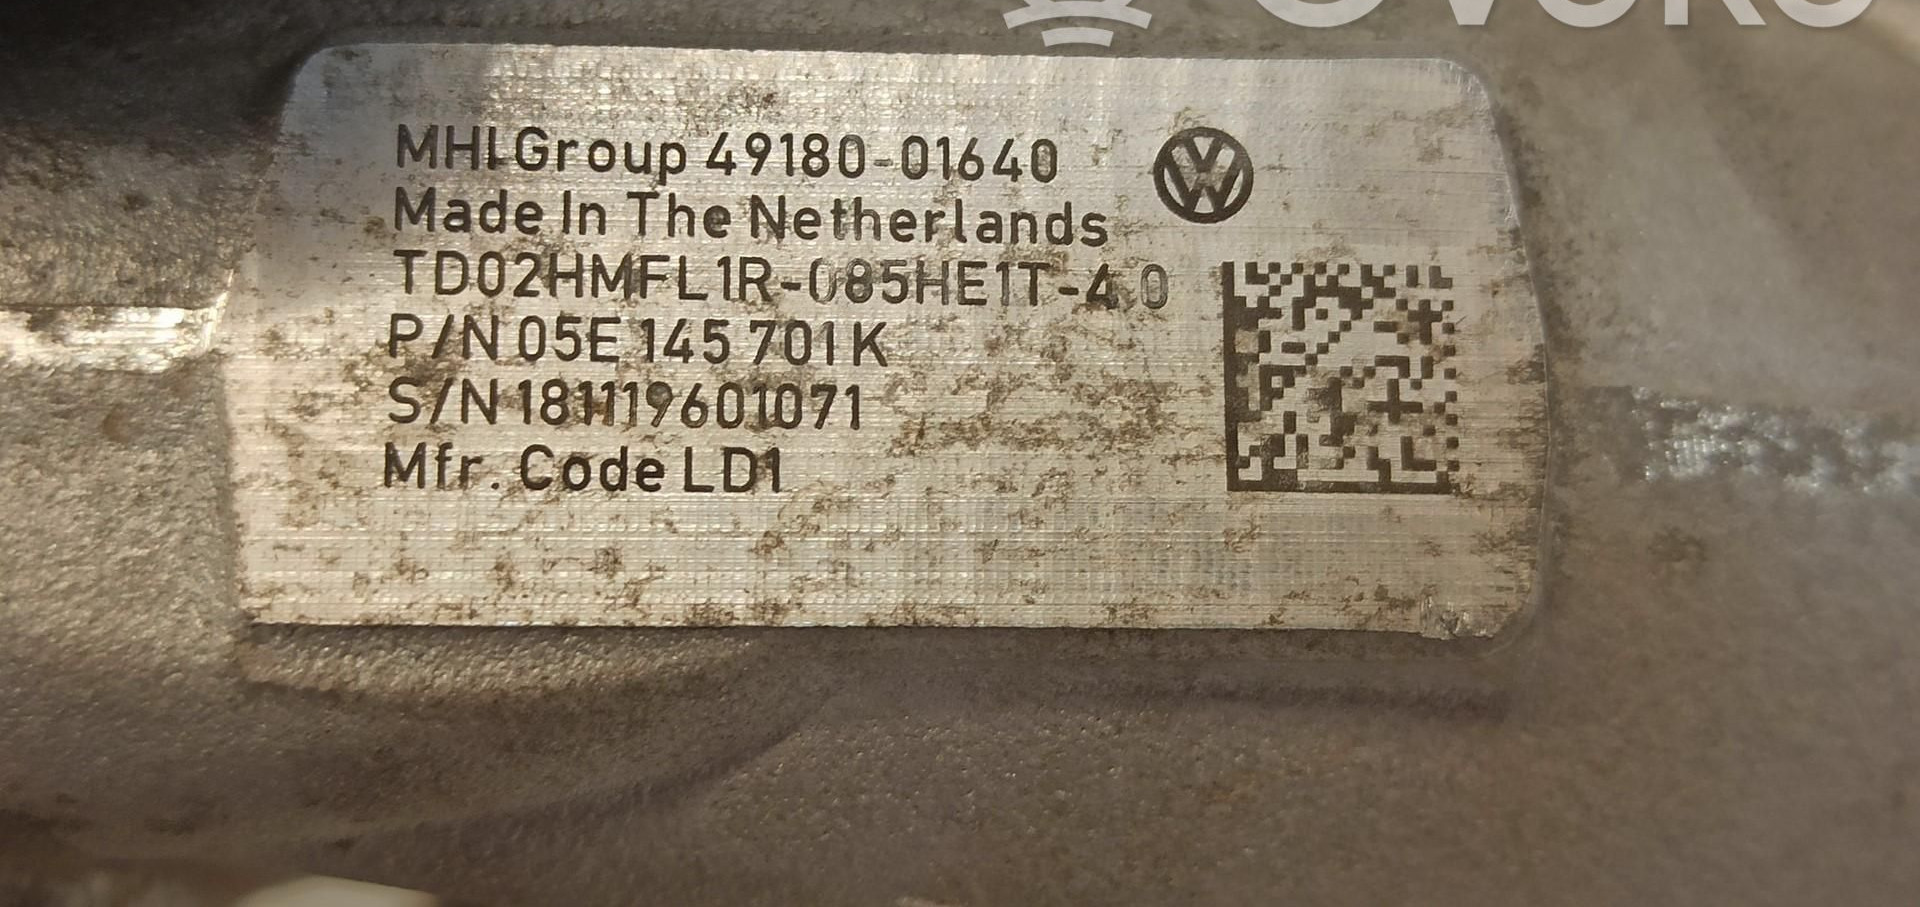 MHI Group 49180-01640
Made In The Netherlands
TD02HMFL1R-085HE1T-4.0
P/N 05E 145 701 K
S/N 181119601071
Mfr. Code LD1